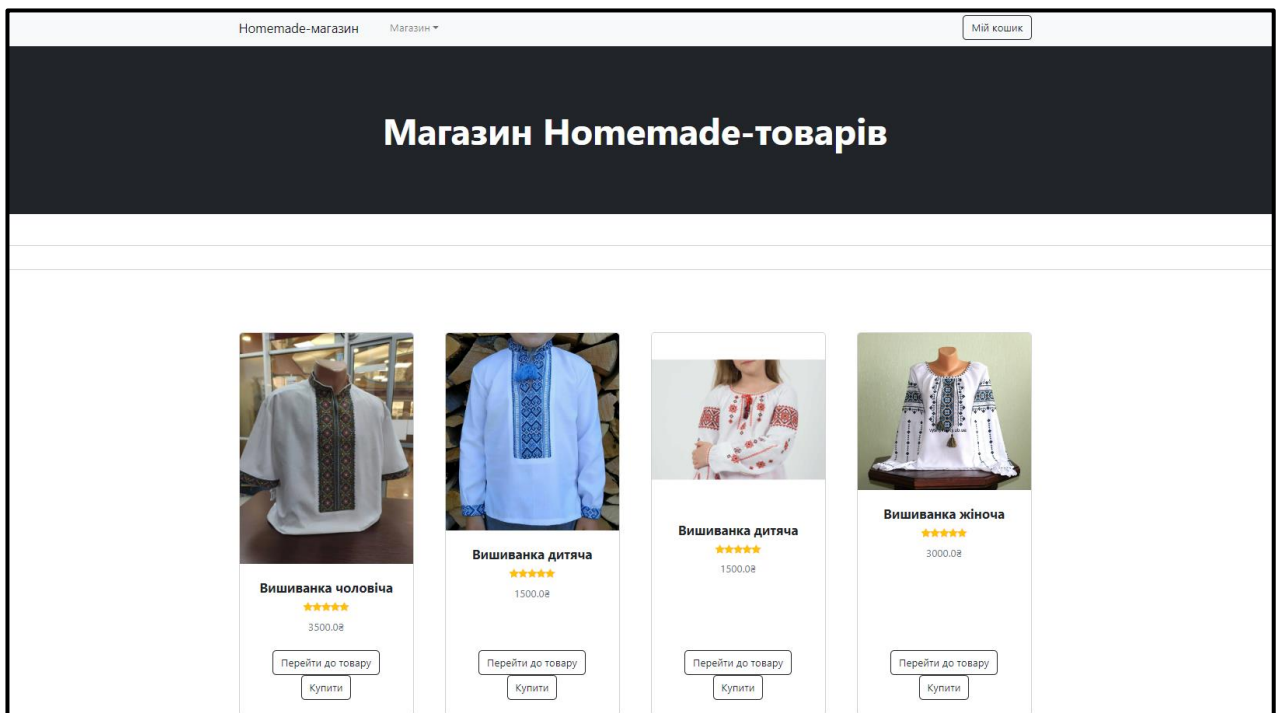 Homemade-магазин Магазин Мій кошик
Магазин Homemade-товарів
Вишиванка чоловіча
3500.0₴
Перейти до товару
Купити
Вишиванка дитяча
1500.0₴
Перейти до товару
Купити
Вишиванка дитяча
1500.0₴
Перейти до товару
Купити
Вишиванка жіноча
3000.0₴
Перейти до товару
Купити